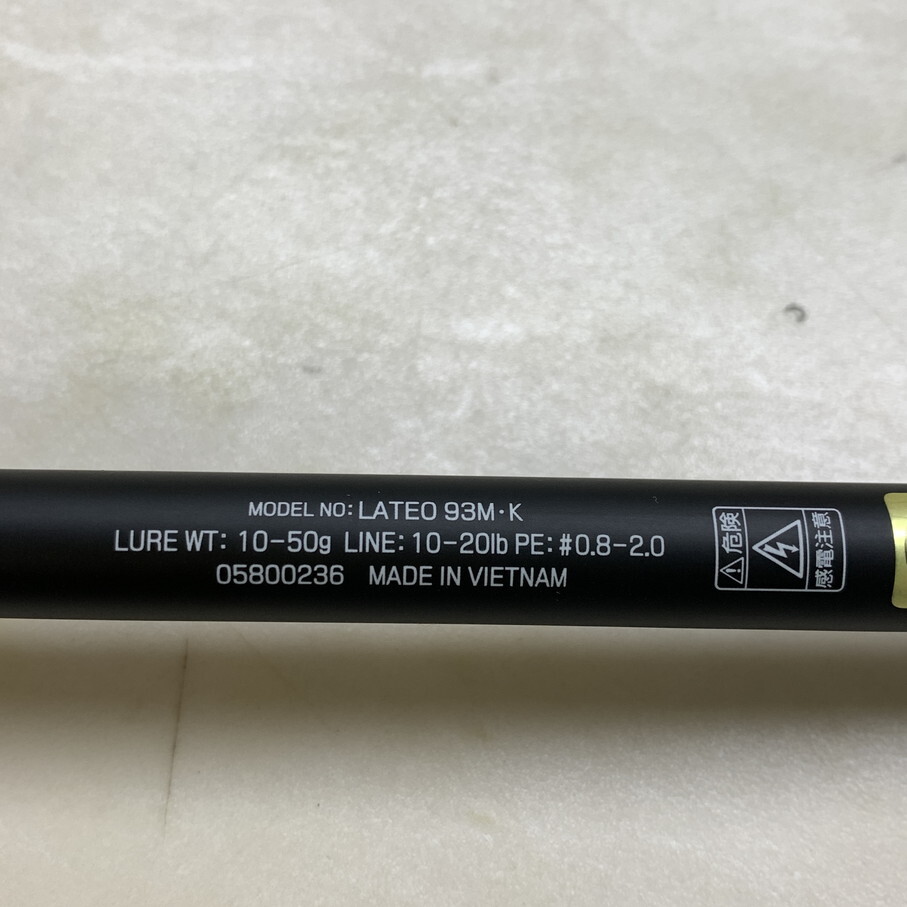 MODEL NO: LATEO 93M·K
LURE WT: 10-50g LINE: 10-20lb PE: #0.8-2.0
05800236 MADE IN VIETNAM
危険
感電注意